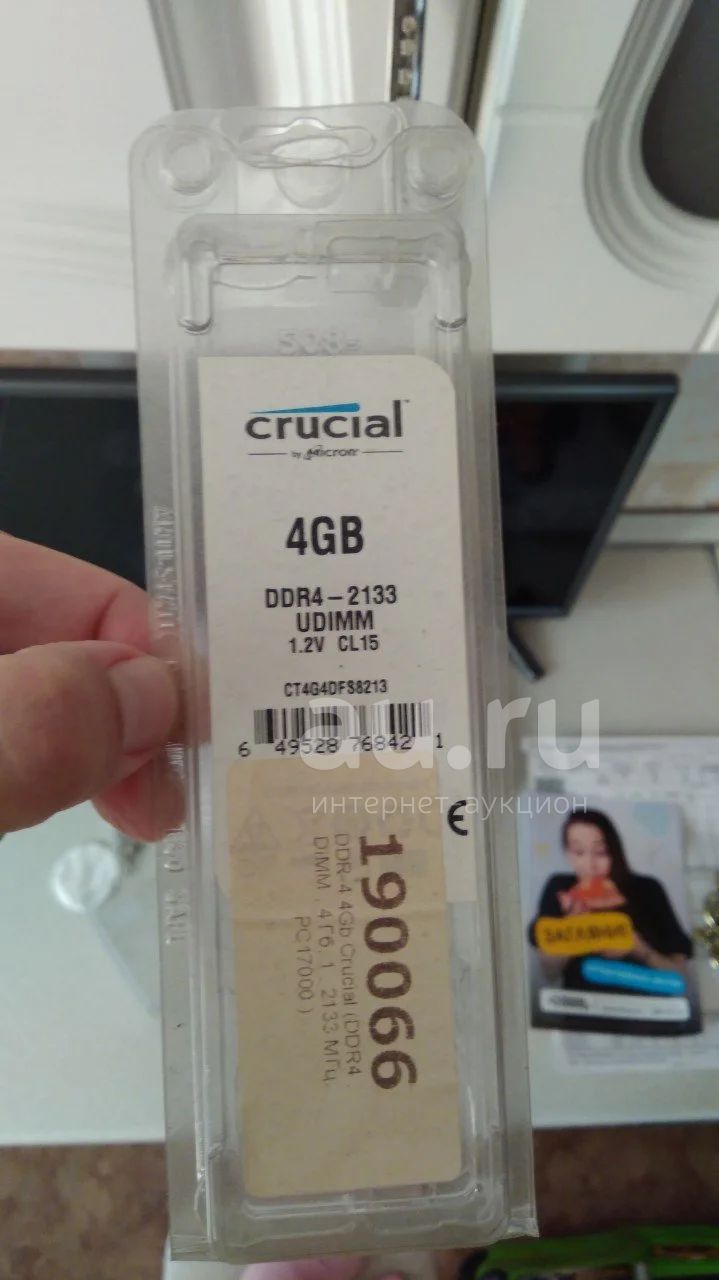 crucial
by Micron
4GB
DDR4-2133
UDIMM
1.2V CL15
CT4G4DFS8213
6 49528 76842 1
au.ru
интернет аукцион
CE
190066
DDR-4 4Gb Crucial (DDR4,
DIMM, 4Гб, 1, 2133 МГц,
PC17000)